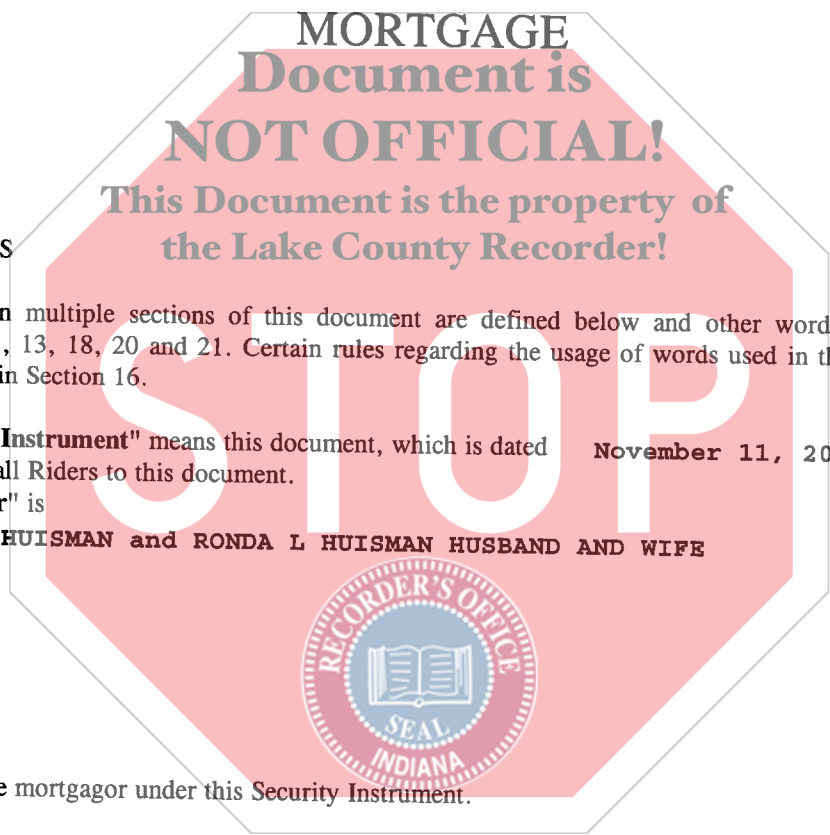 MORTGAGE
Document is
NOT OFFICIAL!
This Document is the property of
the Lake County Recorder!
S
n multiple sections of this document are defined below and other word
, 13, 18, 20 and 21. Certain rules regarding the usage of words used in th
in Section 16.
Instrument" means this document, which is dated November 11, 20
all Riders to this document.
r" is
HUISMAN and RONDA L HUISMAN HUSBAND AND WIFE
STOP
RECORDER'S OFFICE
SEAL
INDIANA
e mortgagor under this Security Instrument.